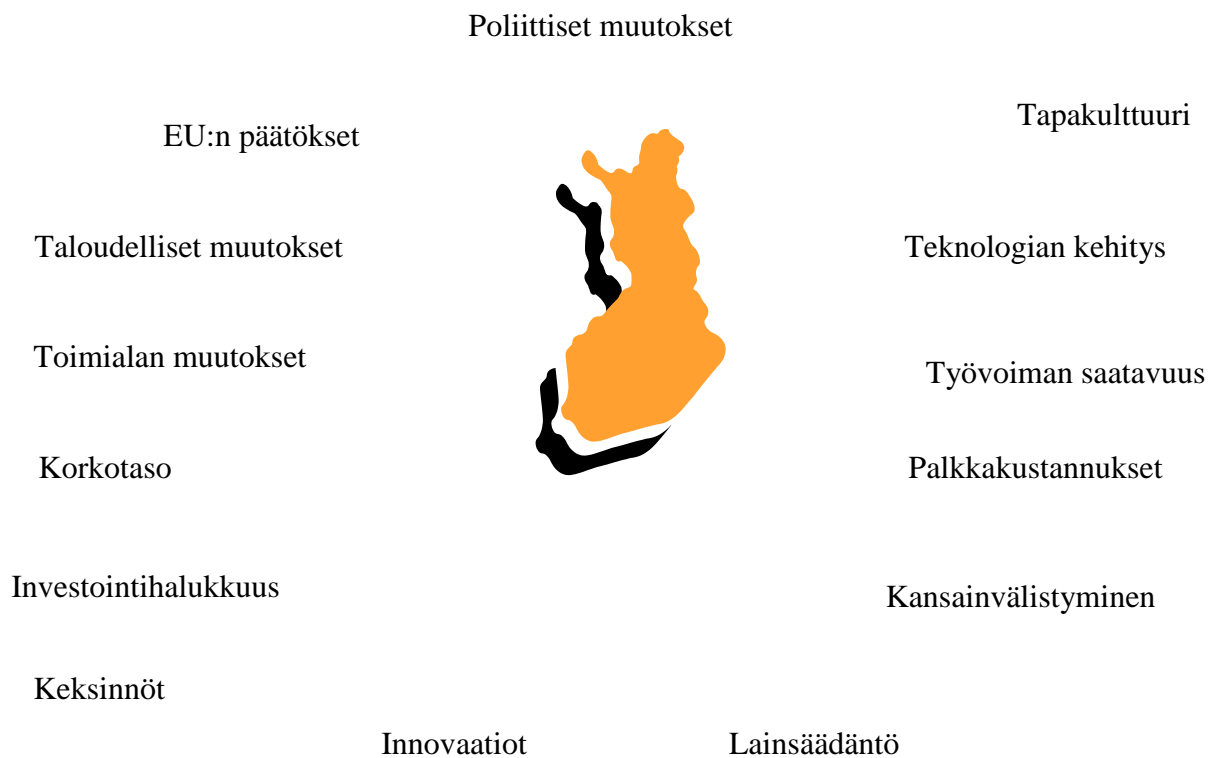 Poliittiset muutokset
Tapakulttuuri
EU:n päätökset
Taloudelliset muutokset
Teknologian kehitys
Toimialan muutokset
Työvoiman saatavuus
Korkotaso
Palkkakustannukset
Investointihalukkuus
Kansainvälistyminen
Keksinnöt
Innovaatiot
Lainsäädäntö